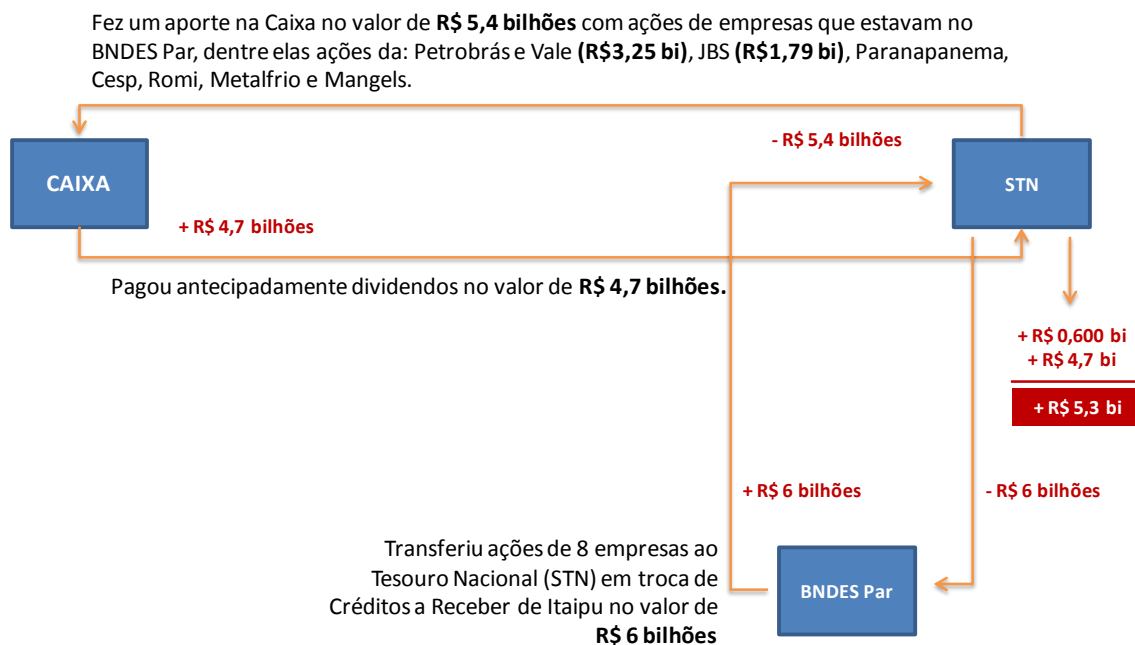 Fez um aporte na Caixa no valor de R$ 5,4 bilhões com ações de empresas que estavam no
BNDES Par, dentre elas ações da: Petrobrás e Vale (R$3,25 bi), JBS (R$1,79 bi), Paranapanema,
Cesp, Romi, Metalfrio e Mangels.
- R$ 5,4 bilhões
CAIXA
STN
+ R$ 4,7 bilhões
Pagou antecipadamente dividendos no valor de R$ 4,7 bilhões.
+ R$ 0,600 bi
+ R$ 4,7 bi
+ R$ 5,3 bi
+ R$ 6 bilhões
- R$ 6 bilhões
Transferiu ações de 8 empresas ao
Tesouro Nacional (STN) em troca de
Créditos a Receber de Itaipu no valor de
R$ 6 bilhões
BNDES Par